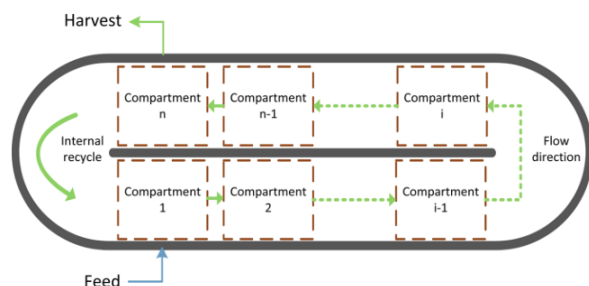 Harvest
Compartment
n
Compartment
n-1
Compartment
i
Internal
recycle
Flow
direction
Compartment
1
Compartment
2
Compartment
i-1
Feed